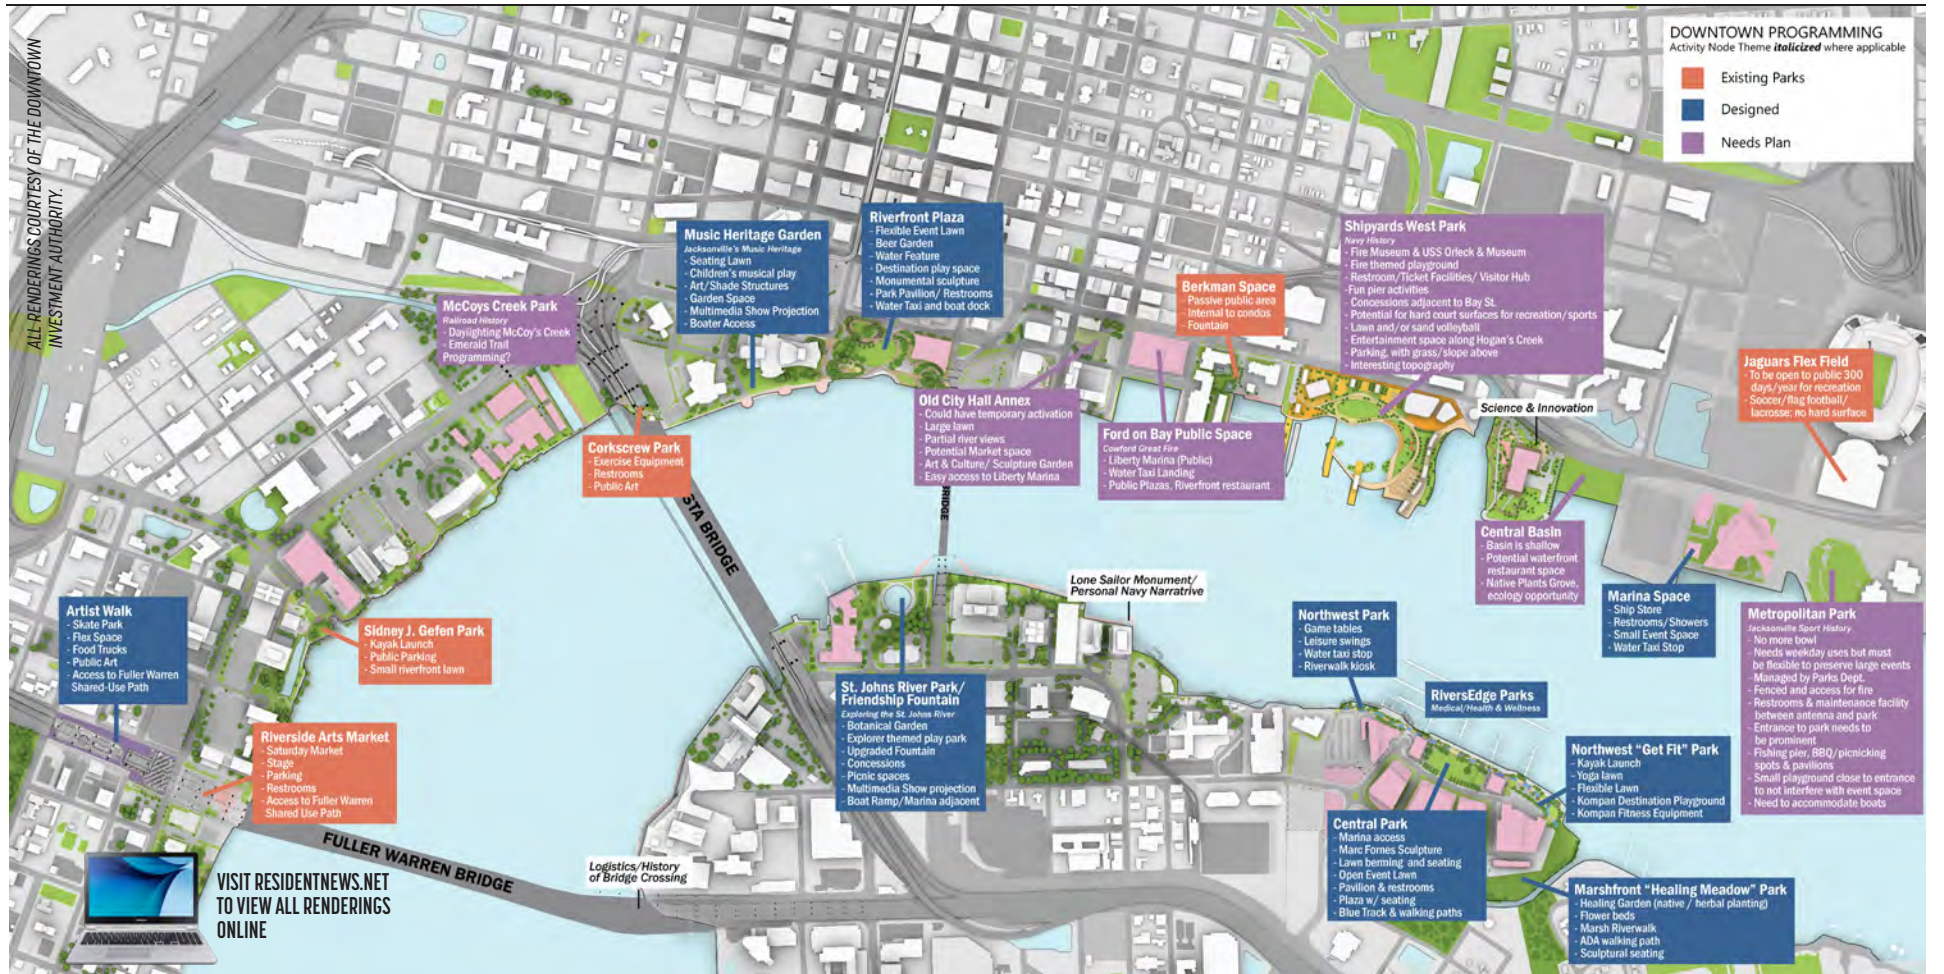 ALL RENDERINGS COURTESY OF THE DOWNTOWN
INVESTMENT AUTHORITY.
DOWNTOWN PROGRAMMING
Activity Node Theme italicized where applicable
Existing Parks
Designed
Needs Plan
McCoys Creek Park
Railroad History
- Daylighting McCoy's Creek
- Emerald Trail
Programming?
Music Heritage Garden
Jacksonville's Music Heritage
- Seating Lawn
- Children's musical play
- Art/Shade Structures
- Garden Space
- Multimedia Show Projection
- Boater Access
Riverfront Plaza
- Flexible Event Lawn
- Beer Garden
- Water Feature
- Destination play space
- Monumental sculpture
- Park Pavilion/ Restrooms
- Water Taxi and boat dock
Berkman Space
- Passive public area
- Internal to condos
- Fountain
Shipyards West Park
Navy History
- Fire Museum & USS Orleck & Museum
- Fire themed playground
- Restroom/Ticket Facilities/ Visitor Hub
-Fun pier activities
- Concessions adjacent to Bay St.
- Potential for hard court surfaces for recreation/sports
- Lawn and/or sand volleyball
- Entertainment space along Hogan's Creek
- Parking, with grass/slope above
- Interesting topography
Jaguars Flex Field
- To be open to public 300
days/year for recreation
- Soccer/flag football/
lacrosse; no hard surface
Corkscrew Park
- Exercise Equipment
- Restrooms
- Public Art
Old City Hall Annex
- Could have temporary activation
- Large lawn
- Partial river views
- Potential Market space
- Art & Culture/ Sculpture Garden
- Easy access to Liberty Marina
Ford on Bay Public Space
Cowford Great Fire
- Liberty Marina (Public)
- Water Taxi Landing
- Public Plazas, Riverfront restaurant
Science & Innovation
Central Basin
- Basin is shallow
- Potential waterfront
restaurant space
- Native Plants Grove,
ecology opportunity
STA BRIDGE
BRIDGE
Lone Sailor Monument/
Personal Navy Narrative
Artist Walk
- Skate Park
- Flex Space
- Food Trucks
- Public Art
- Access to Fuller Warren
Shared-Use Path
Sidney J. Gefen Park
- Kayak Launch
- Public Parking
- Small riverfront lawn
Riverside Arts Market
- Saturday Market
- Stage
- Parking
- Restrooms
- Access to Fuller Warren
Shared Use Path
St. Johns River Park/
Friendship Fountain
Exploring the St. Johns River
- Botanical Garden
- Explorer themed play park
- Upgraded Fountain
- Concessions
- Picnic spaces
- Multimedia Show projection
- Boat Ramp/Marina adjacent
Northwest Park
- Game tables
- Leisure swings
- Water taxi stop
- Riverwalk kiosk
Marina Space
- Ship Store
- Restrooms/Showers
- Small Event Space
- Water Taxi Stop
Metropolitan Park
Jacksonville Sport History
- No more bowl
- Needs weekday uses but must
be flexible to preserve large events
- Managed by Parks Dept.
- Fenced and access for fire
- Restrooms & maintenance facility
between antenna and park
- Entrance to park needs to
be prominent
- Fishing pier, BBQ/picnicking
spots & pavilions
- Small playground close to entrance
to not interfere with event space
- Need to accommodate boats
RiversEdge Parks
Medical/Health & Wellness
Northwest "Get Fit" Park
- Kayak Launch
- Yoga lawn
- Flexible Lawn
- Kompan Destination Playground
- Kompan Fitness Equipment
Central Park
- Marina access
- Marc Fornes Sculpture
- Lawn berming and seating
- Open Event Lawn
- Pavilion & restrooms
- Plaza w/ seating
- Blue Track & walking paths
Marshfront "Healing Meadow" Park
- Healing Garden (native / herbal planting)
- Flower beds
- Marsh Riverwalk
- ADA walking path
- Sculptural seating
FULLER WARREN BRIDGE
Logistics/History
of Bridge Crossing
VISIT RESIDENTNEWS.NET
TO VIEW ALL RENDERINGS
ONLINE